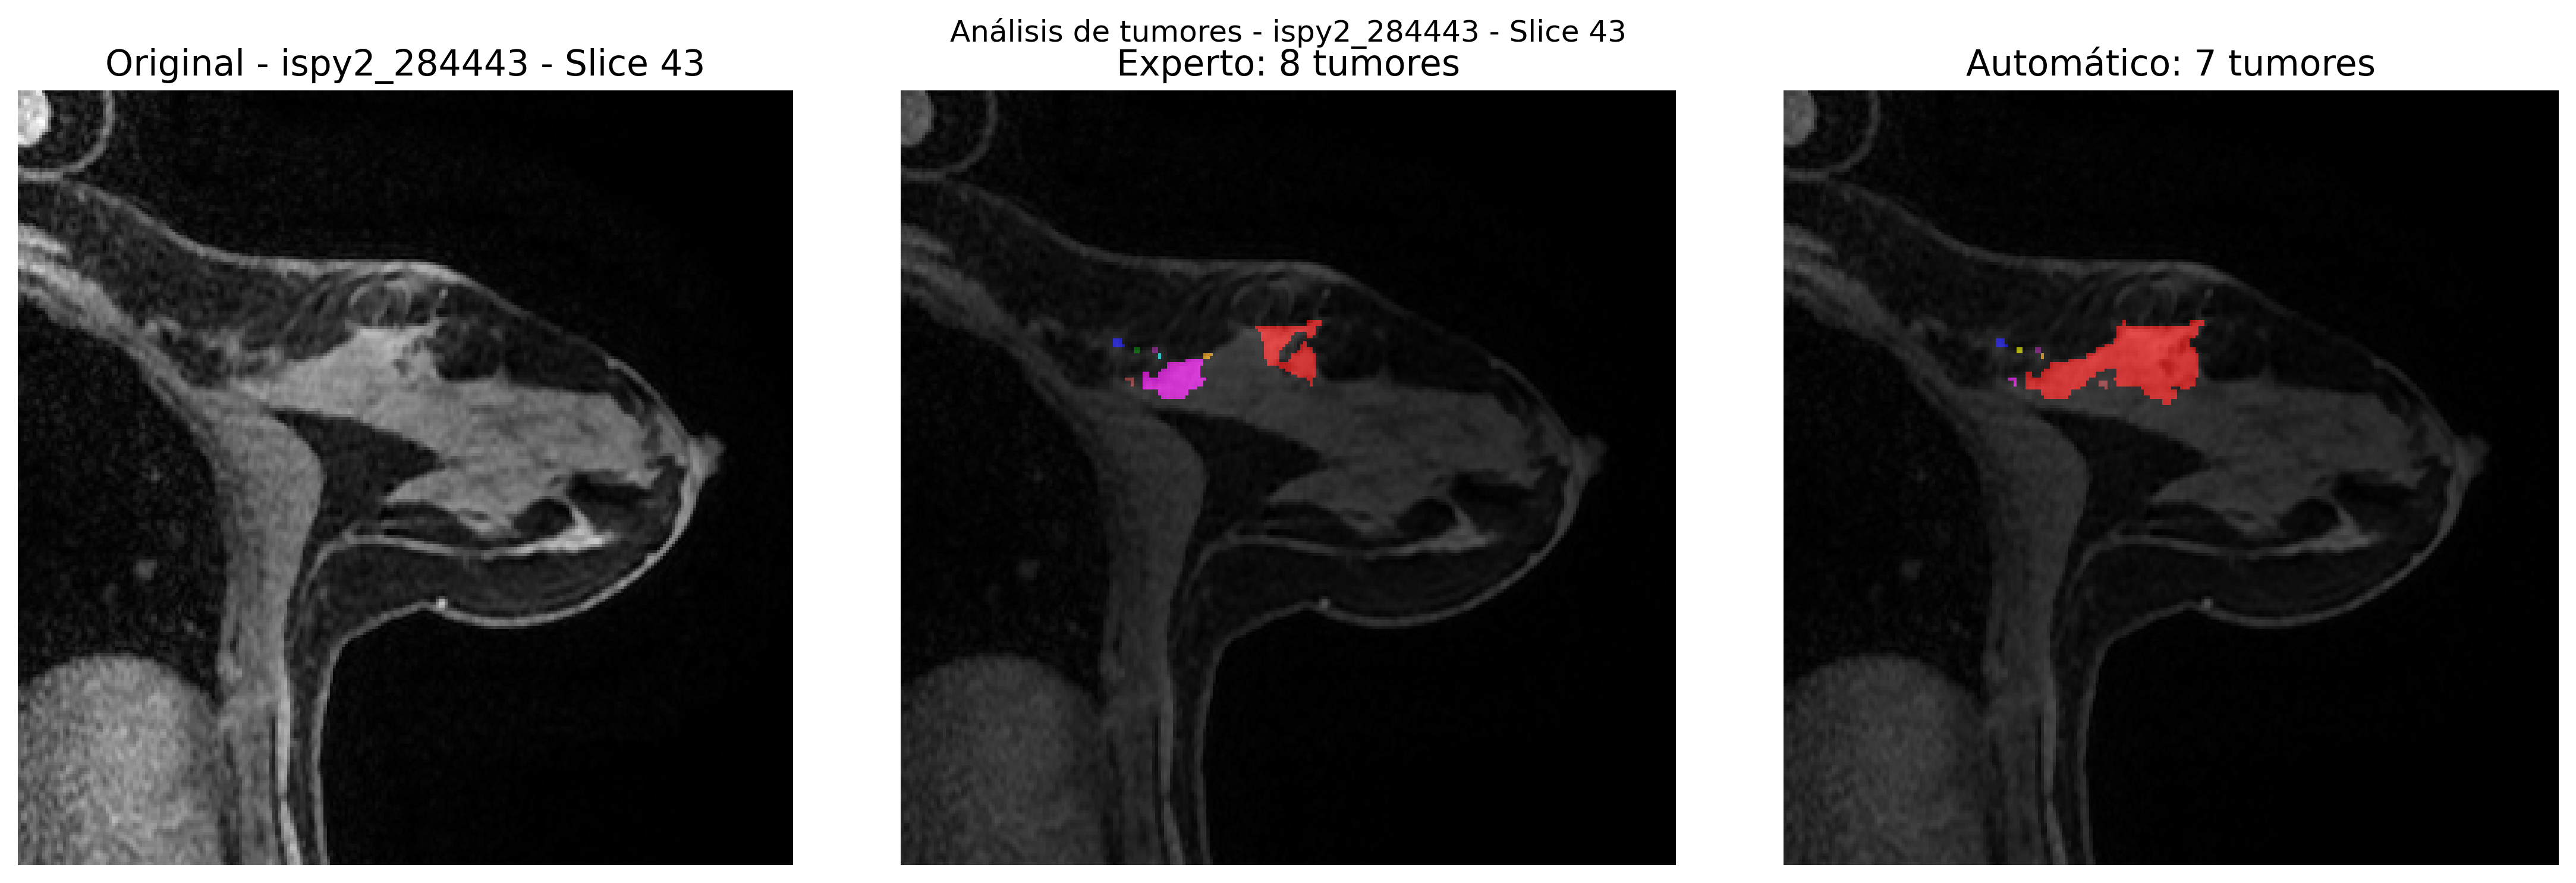 Análisis de tumores - ispy2_284443 - Slice 43
Original - ispy2_284443 - Slice 43
Experto: 8 tumores
Automático: 7 tumores